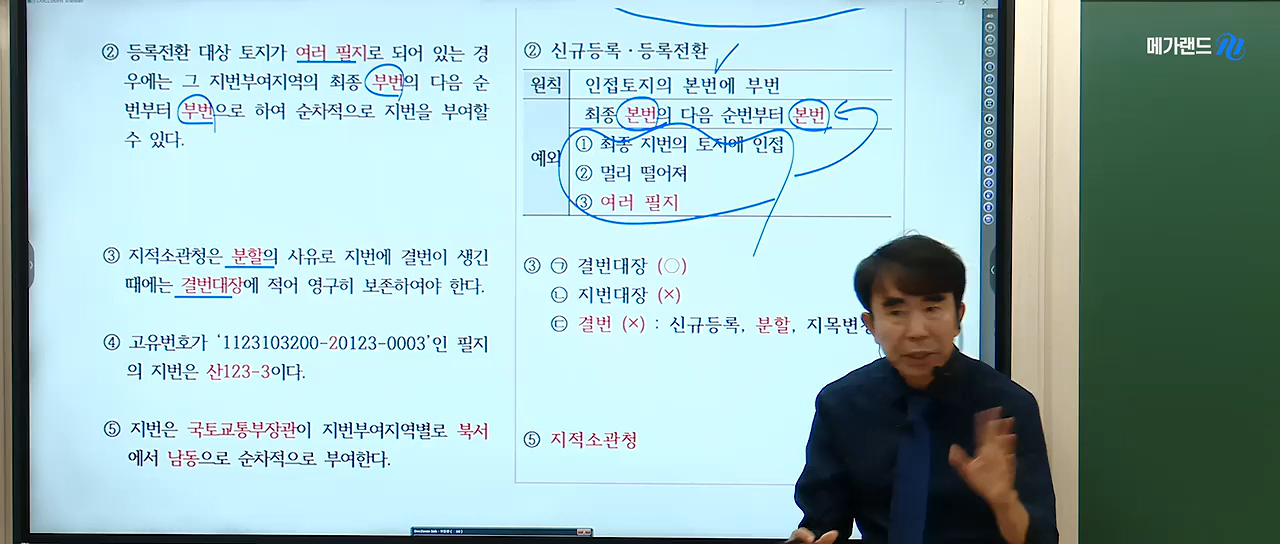 메가랜드
② 등록전환 대상 토지가 여러 필지로 되어 있는 경
우에는 그 지번부여지역의 최종 부번의 다음 순
번부터 부번으로 하여 순차적으로 지번을 부여할
수 있다.
③ 지적소관청은 분할의 사유로 지번에 결번이 생긴
때에는 결번대장에 적어 영구히 보존하여야 한다.
④ 고유번호가 ‘1123103200-20123-0003’인 필지
의 지번은 산123-3이다.
⑤ 지번은 국토교통부장관이 지번부여지역별로 북서
에서 남동으로 순차적으로 부여한다.
② 신규등록·등록전환
원칙 인접토지의 본번에 부번
예외 최종 본번의 다음 순번부터 본번
① 최종 지번의 토지에 인접
② 멀리 떨어져
③ 여러 필지
③ ㉠ 결번대장 (○)
㉡ 지번대장 (×)
㉢ 결번 (×) : 신규등록, 분할, 지목변
⑤ 지적소관청